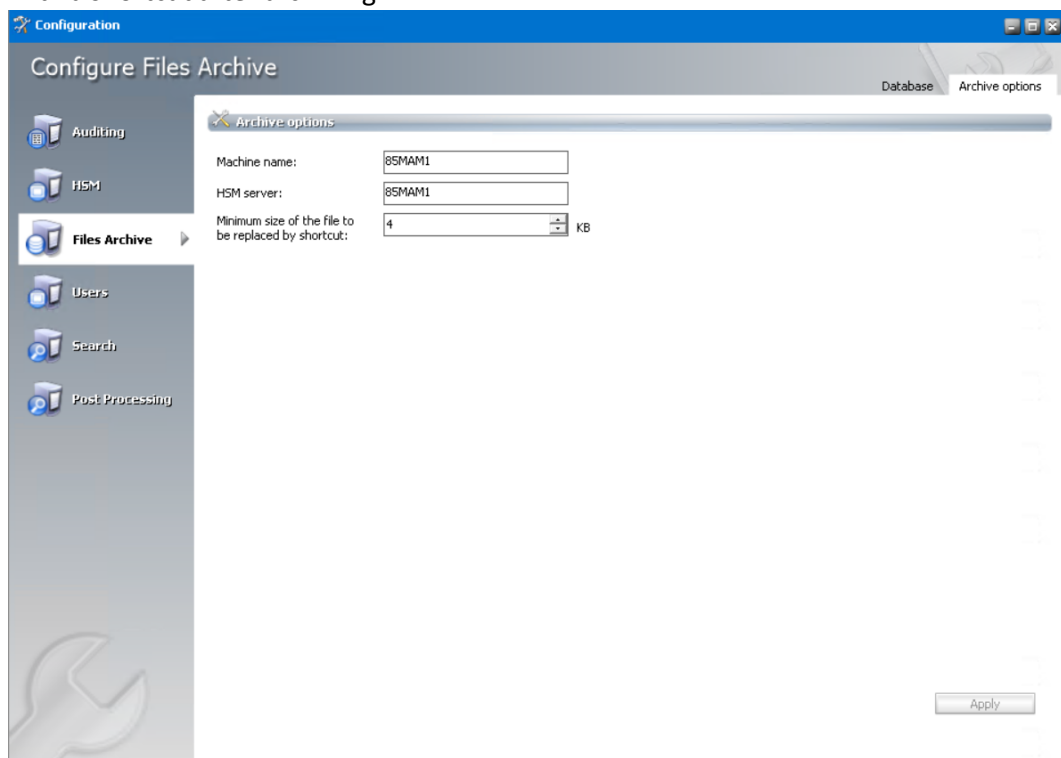 Configuration
Configure Files Archive
Database Archive options
Auditing
HSM
Files Archive
Users
Search
Post Processing
Archive options
Machine name: 85MAM1
HSM server: 85MAM1
Minimum size of the file to
be replaced by shortcut: 4 KB
Apply